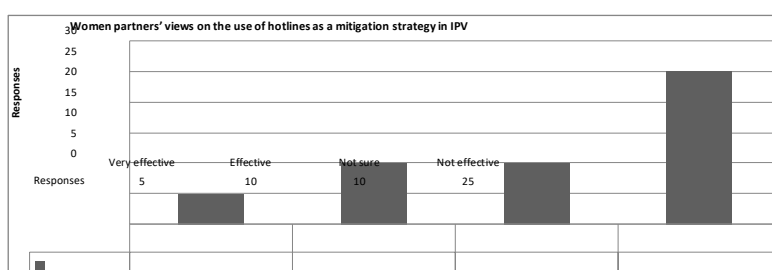 Women partners' views on the use of hotlines as a mitigation strategy in IPV
30
25
20
15
10
5
0
Responses
Very effective Effective Not sure Not effective
Responses 5 10 10 25